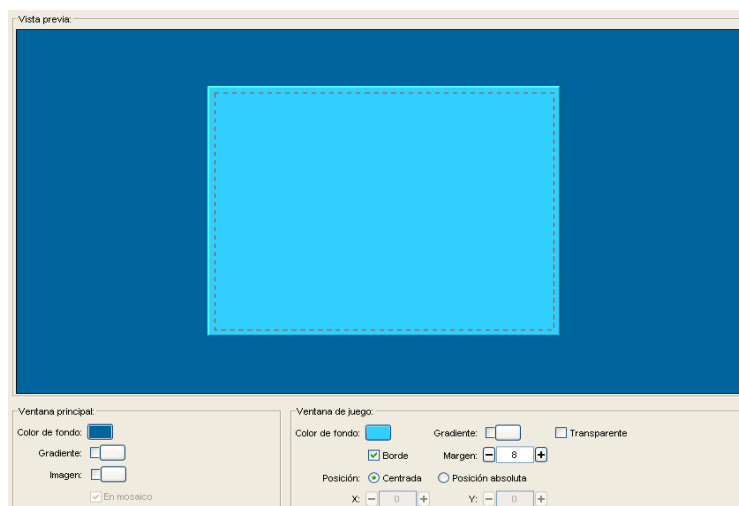 Vista previa:
Ventana principal:
Color de fondo:
Gradiente:
Imagen:
En mosaico
Ventana de juego:
Color de fondo: Gradiente: Transparente
Borde Margen: 8
Posición: Centrada Posición absoluta
X: 0 Y: 0